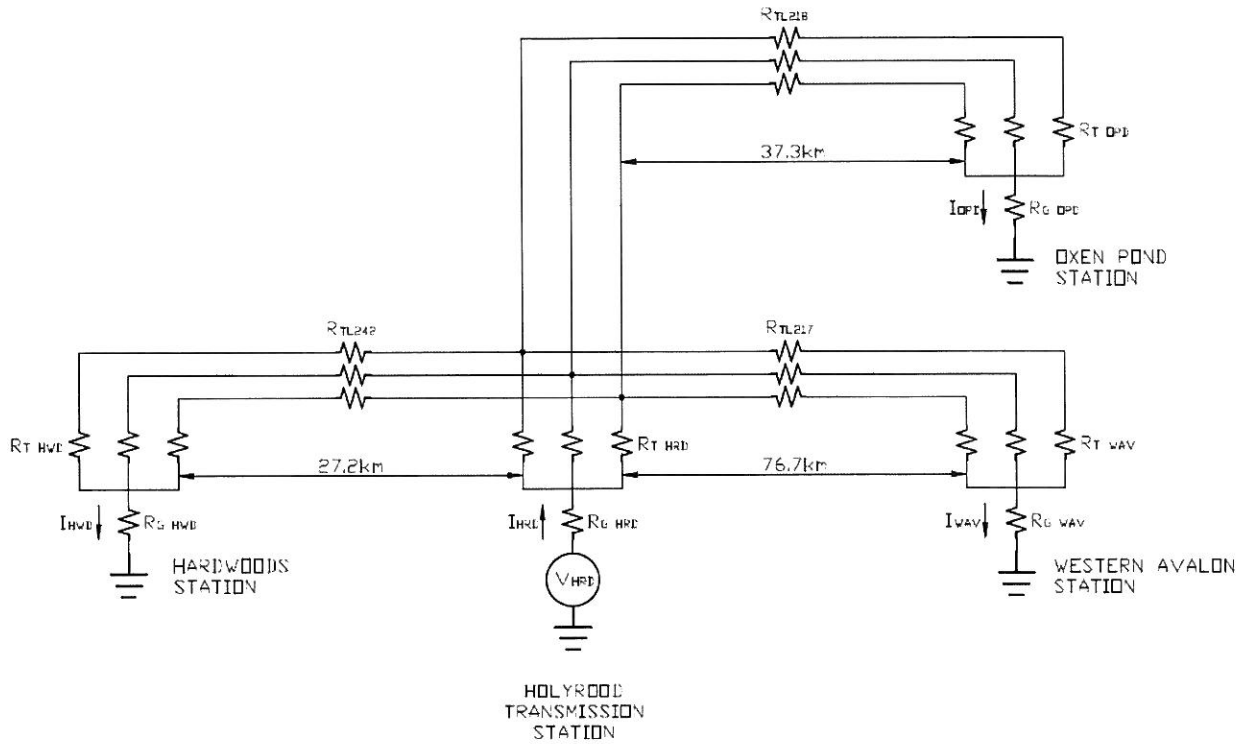 RTL218
RT OPD
37.3km
IOPD
RG OPD
OXEN POND
STATION
RTL242
RTL217
RT HWD
RT HRD
RT WAV
27.2km
76.7km
IHWD
RG HWD
IHRD
RG HRD
IWAV
RG WAV
HARDWOODS
STATION
VHRD
WESTERN AVALON
STATION
HOLYROOD
TRANSMISSION
STATION